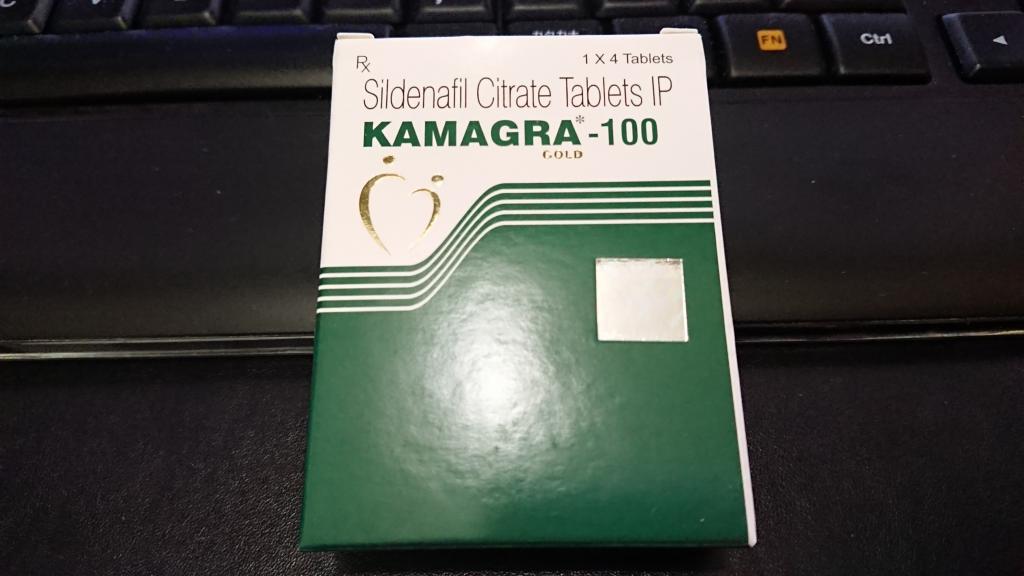 FN
Ctrl
Rx
1 X 4 Tablets
Sildenafil Citrate Tablets IP
KAMAGRA*-100
GOLD